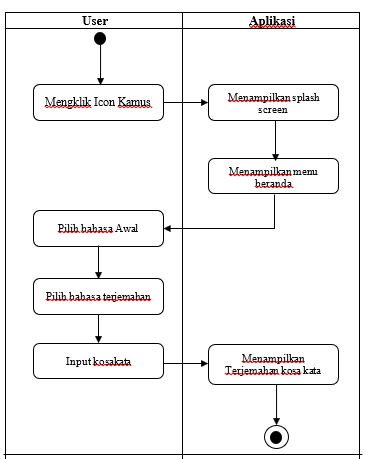 User
Aplikasi
Mengklik Icon Kamus
Menampilkan splash
screen
Menampilkan menu
beranda
Pilih bahasa Awal
Pilih bahasa terjemahan
Input kosakata
Menampilkan
Terjemahan kosa kata